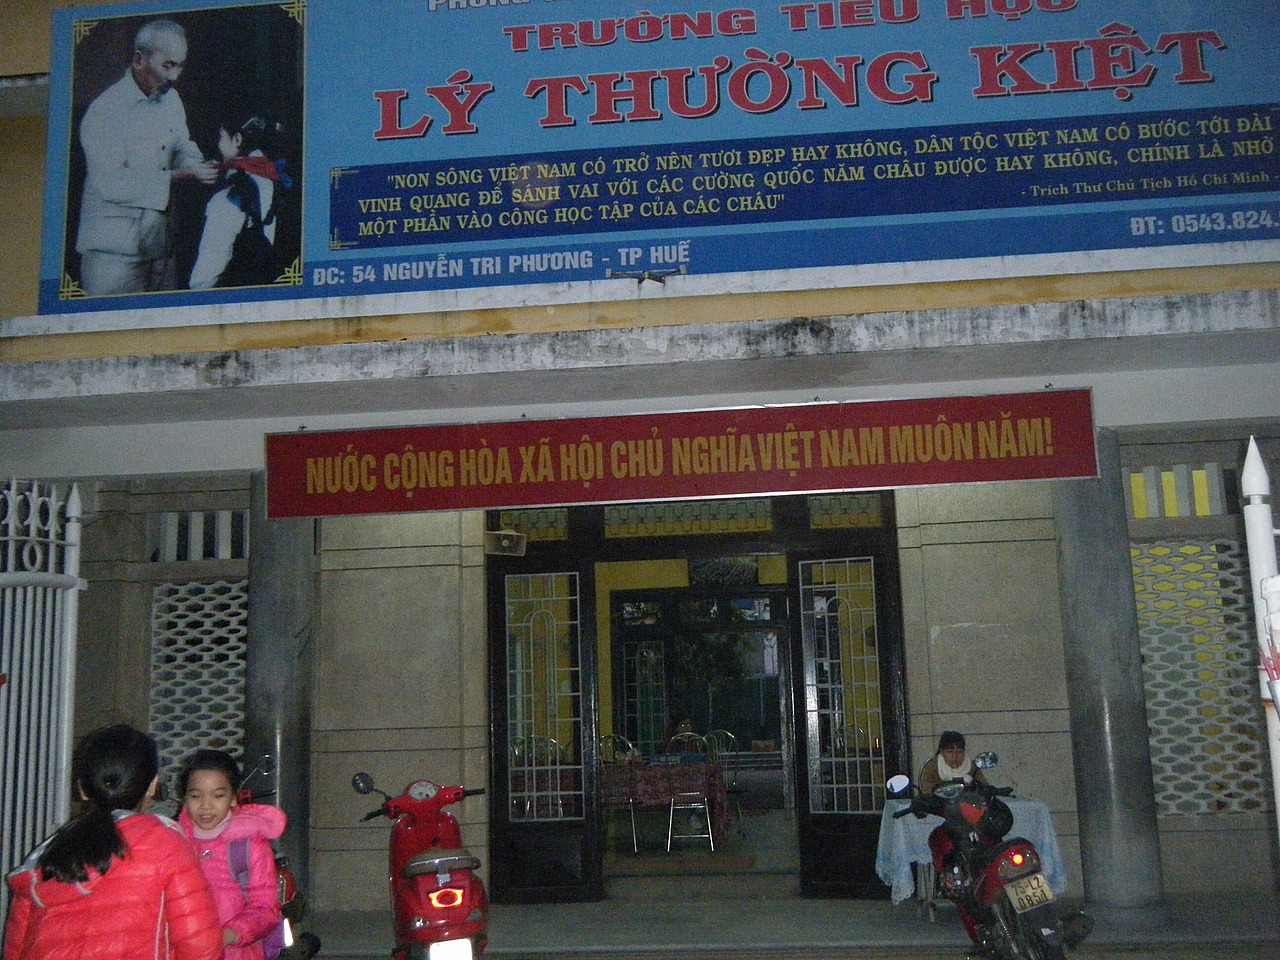 PHÒNG
TRƯỜNG TIỂU HỌC
LÝ THƯỜNG KIỆT
"NON SÔNG VIỆT NAM CÓ TRỞ NÊN TƯƠI ĐẸP HAY KHÔNG, DÂN TỘC VIỆT NAM CÓ BƯỚC TỚI ĐÀI
VINH QUANG ĐỂ SÁNH VAI VỚI CÁC CƯỜNG QUỐC NĂM CHÂU ĐƯỢC HAY KHÔNG, CHÍNH LÀ NHỜ
MỘT PHẦN VÀO CÔNG HỌC TẬP CỦA CÁC CHÁU"
- Trích Thư Chủ Tịch Hồ Chí Minh -
ĐC: 54 NGUYỄN TRI PHƯƠNG - TP HUẾ
ĐT: 0543.824.
NƯỚC CỘNG HÒA XÃ HỘI CHỦ NGHĨA VIỆT NAM MUÔN NĂM!
75-LZ